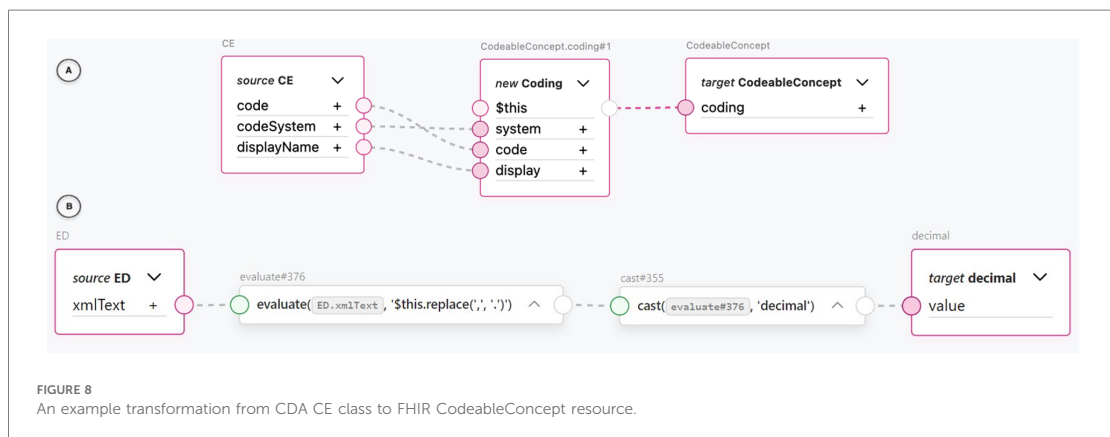 A
CE
source CE
code +
codeSystem +
displayName +
CodeableConcept.coding#1
new Coding
$this
system +
code +
display +
CodeableConcept
target CodeableConcept
coding +
B
ED
source ED
xmlText +
evaluate#376
evaluate( ED.xmlText , '$this.replace(',', '.')')
cast#355
cast( evaluate#376 , 'decimal')
decimal
target decimal
value
FIGURE 8
An example transformation from CDA CE class to FHIR CodeableConcept resource.